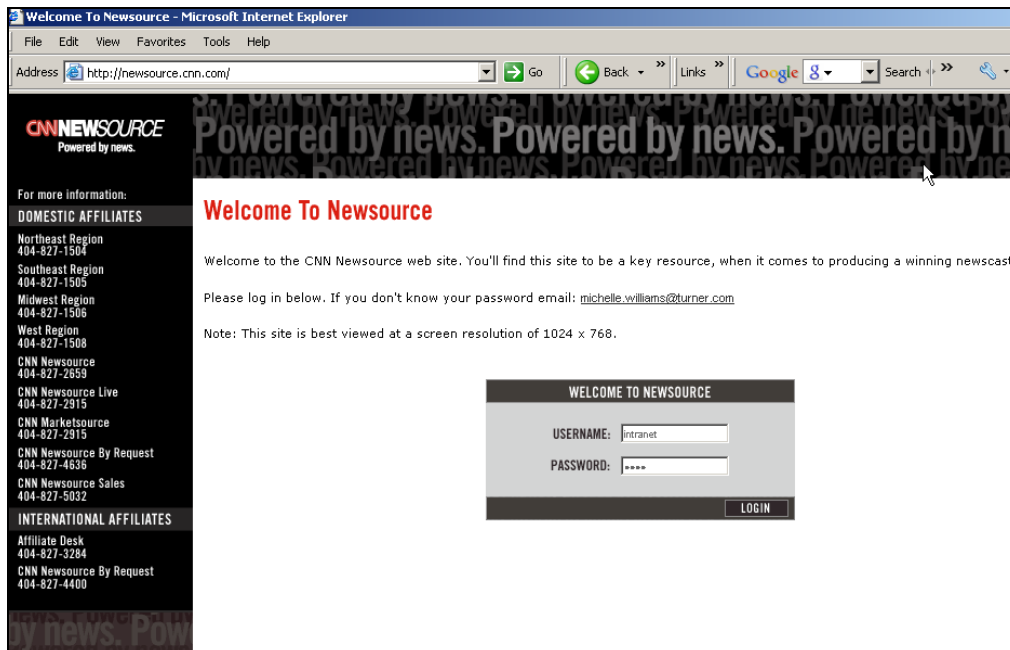 Welcome To Newsource - Microsoft Internet Explorer
File Edit View Favorites Tools Help
Address http://newsource.cnn.com/ Go Back Links Google Search
CNNNEWSOURCE
Powered by news.
Powered by news. Powered by news. Powered by n
For more information:
DOMESTIC AFFILIATES
Northeast Region
404-827-1504
Southeast Region
404-827-1505
Midwest Region
404-827-1506
West Region
404-827-1508
CNN Newsource
404-827-2659
CNN Newsource Live
404-827-2915
CNN Marketsource
404-827-2915
CNN Newsource By Request
404-827-4636
CNN Newsource Sales
404-827-5032
INTERNATIONAL AFFILIATES
Affiliate Desk
404-827-3284
CNN Newsource By Request
404-827-4400
by news. Pow
Welcome To Newsource
Welcome to the CNN Newsource web site. You'll find this site to be a key resource, when it comes to producing a winning newscast
Please log in below. If you don't know your password email: michelle.williams@turner.com
Note: This site is best viewed at a screen resolution of 1024 x 768.
WELCOME TO NEWSOURCE
USERNAME: intranet
PASSWORD: ••••
LOGIN